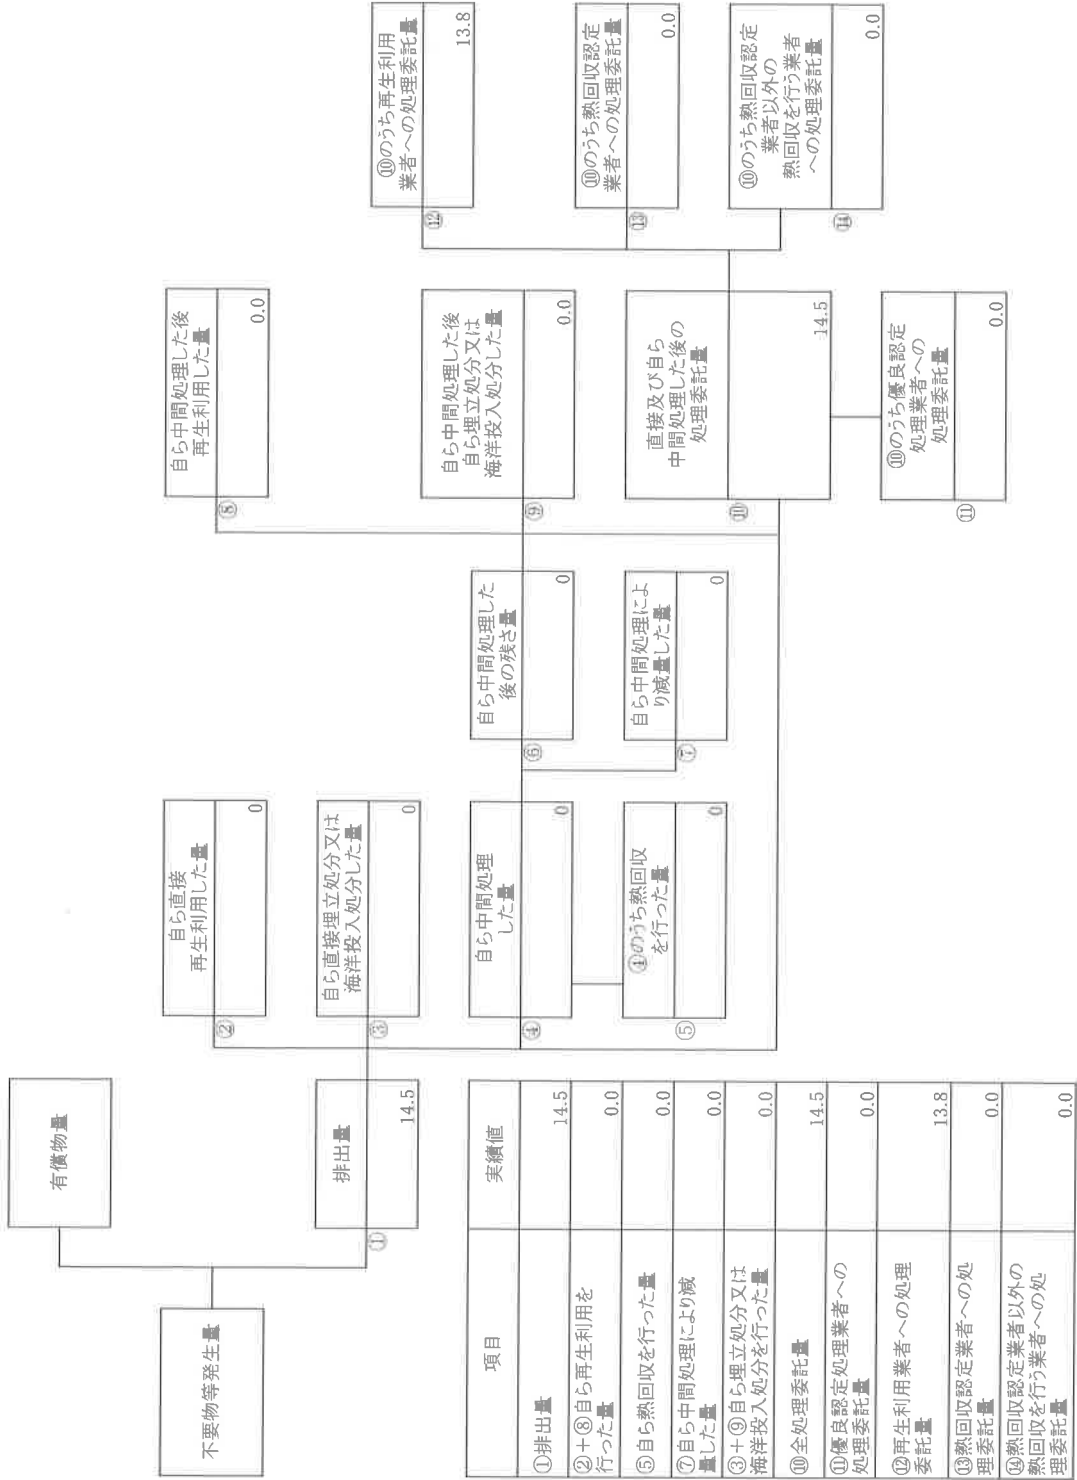 不要物等発生量
有償物量
①
排出量
14.5
②
自ら直接
再生利用した量
0
③
自ら直接埋立処分又は
海洋投入処分した量
0
④
自ら中間処理
した量
0
⑤
④のうち熱回収
を行った量
0
⑥
自ら中間処理した
後の残さ量
0
⑦
自ら中間処理によ
り減量した量
0
⑧
自ら中間処理した後
再生利用した量
0.0
⑨
自ら中間処理した後
自ら埋立処分又は
海洋投入処分した量
0.0
⑩
直接及び自ら
中間処理した後の
処理委託量
14.5
⑪
⑩のうち優良認定
処理業者への
処理委託量
0.0
⑫
⑩のうち再生利用
業者への処理委託量
13.8
⑬
⑩のうち熱回収認定
業者への処理委託量
0.0
⑭
⑩のうち熱回収認定
業者以外の
熱回収を行う業者
への処理委託量
0.0
項目
実績値
①排出量
14.5
②+⑧自ら再生利用を
行った量
0.0
⑤自ら熱回収を行った量
0.0
⑦自ら中間処理により減
量した量
0.0
③+⑨自ら埋立処分又は
海洋投入処分を行った量
0.0
⑩全処理委託量
14.5
⑪優良認定処理業者への
処理委託量
0.0
⑫再生利用業者への処理
委託量
13.8
⑬熱回収認定業者への処
理委託量
0.0
⑭熱回収認定業者以外の
熱回収を行う業者への処
理委託量
0.0